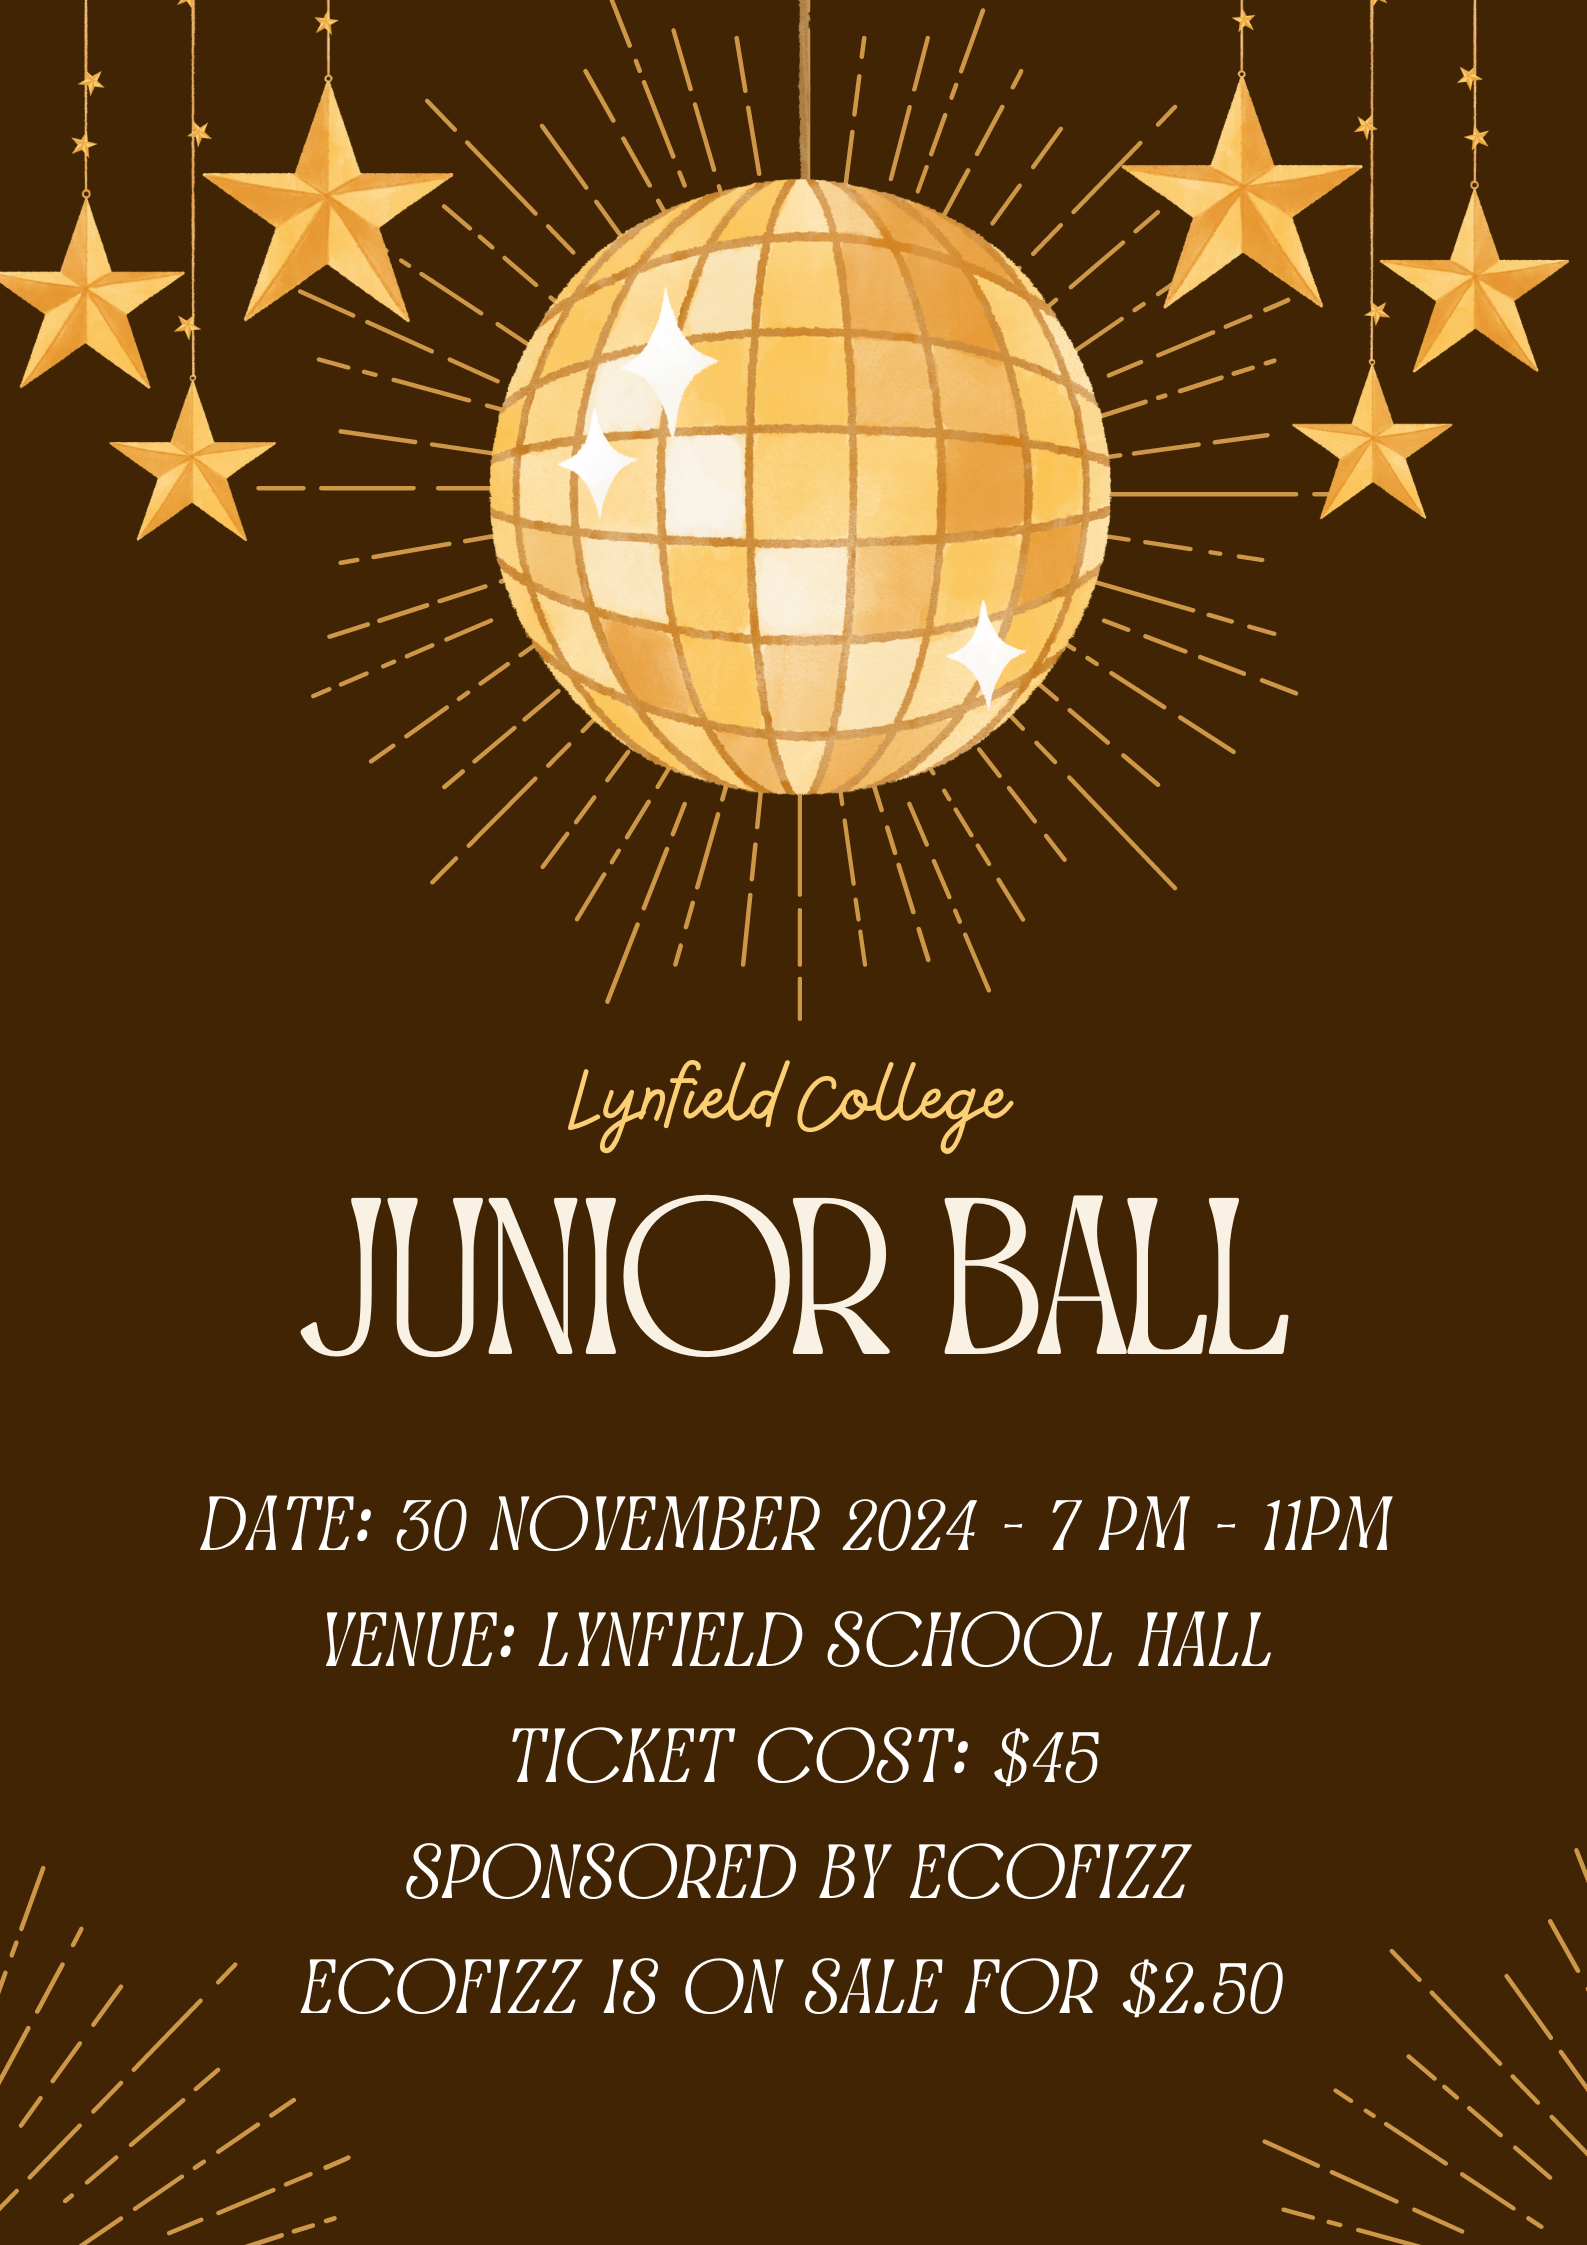 Lynfield College
JUNIOR BALL
DATE: 30 NOVEMBER 2024 - 7 PM - 11PM
VENUE: LYNFIELD SCHOOL HALL
TICKET COST: $45
SPONSORED BY ECOFIZZ
ECOFIZZ IS ON SALE FOR $2.50